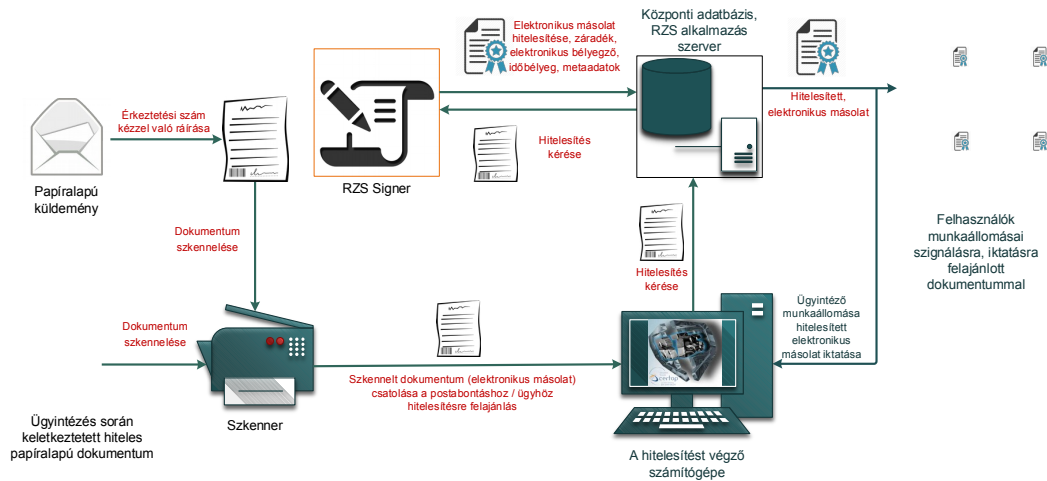 Elektronikus másolat
hitelesítése, záradék,
elektronikus bélyegző,
időbélyeg, metaadatok
Központi adatbázis,
RZS alkalmazás
szerver
Érkeztetési szám
kézzel való ráírása
Hitelesítés
kérése
Hitelesített,
elektronikus másolat
Papíralapú
küldemény
RZS Signer
Dokumentum
szkennelése
Hitelesítés
kérése
Felhasználók
munkaállomásai
szignálásra, iktatásra
felajánlott
dokumentummal
Dokumentum
szkennelése
Ügyintéző
munkaállomása
hitelesített
elektronikus
másolat iktatása
Szkennelt dokumentum (elektronikus másolat)
csatolása a postabontáshoz / ügyhöz
hitelesítésre felajánlás
Ügyintézés során
keletkeztetett hiteles
papíralapú dokumentum
Szkenner
certop
A hitelesítést végző
számítógépe